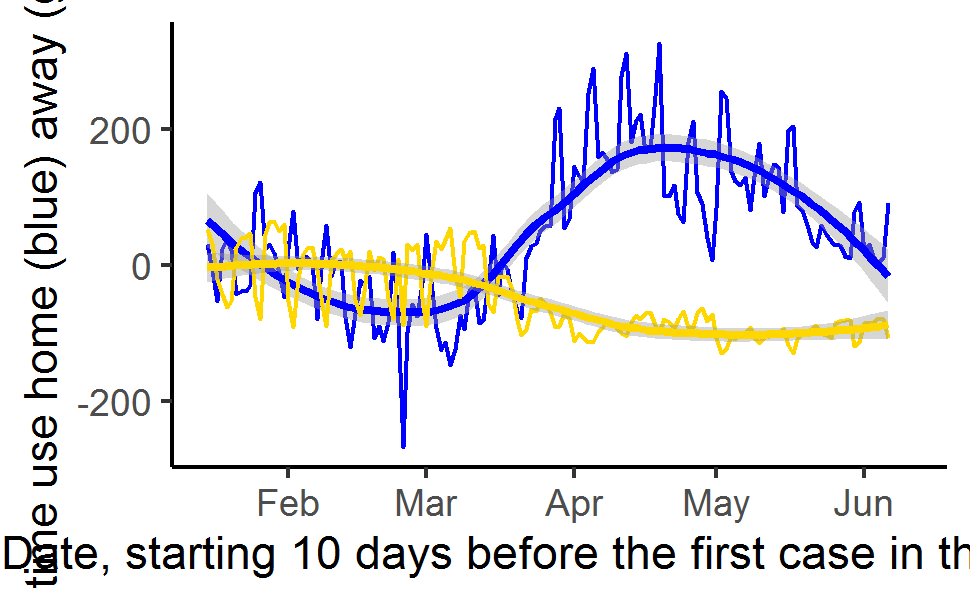 time use home (blue) away (
200
0
-200
Feb Mar Apr May Jun
Date, starting 10 days before the first case in th